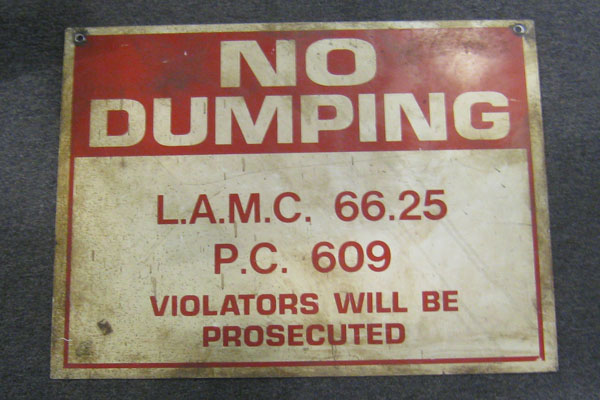 NO
DUMPING
L.A.M.C. 66.25
P.C. 609
VIOLATORS WILL BE
PROSECUTED